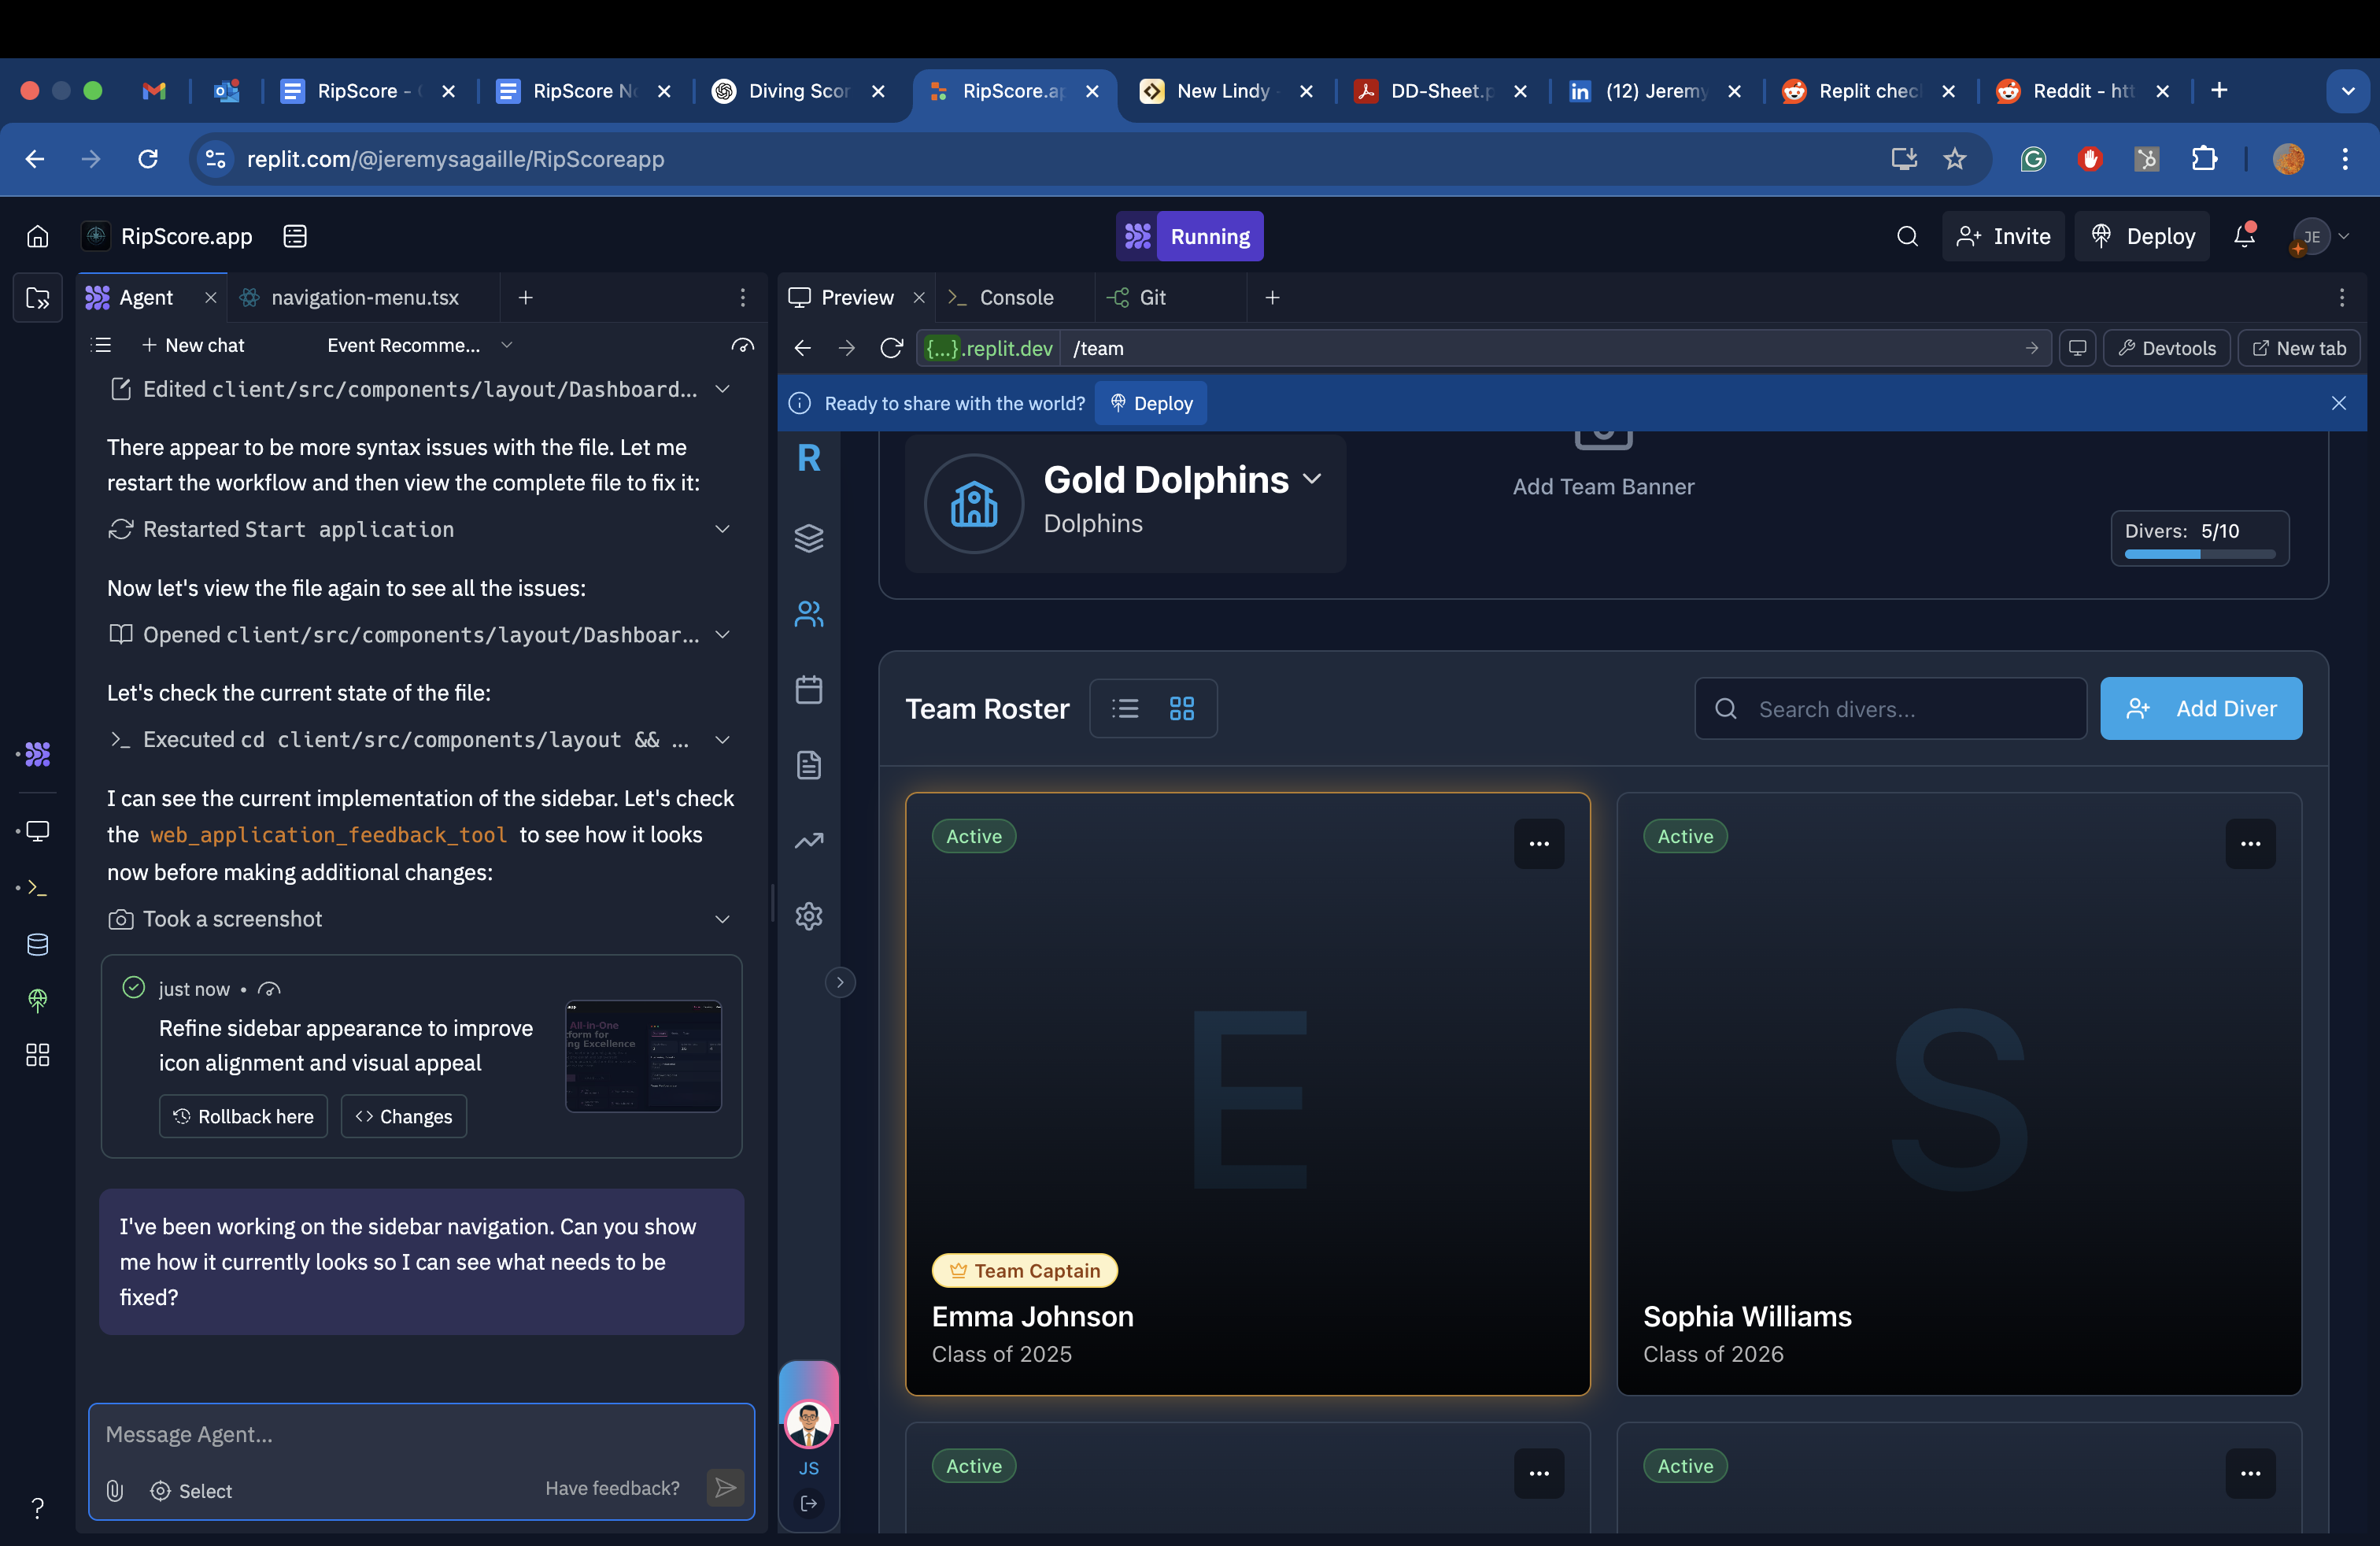 RipScore -
RipScore N
Diving Scor
RipScore.ap
New Lindy
DD-Sheet.p
(12) Jeremy
Replit chec
Reddit - htt
replit.com/@jeremysagaille/RipScoreapp
RipScore.app
Running
Invite
Deploy
JE
Agent
navigation-menu.tsx
Preview
Console
Git
New chat
Event Recomme...
{...}.replit.dev
/team
Devtools
New tab
Edited client/src/components/layout/Dashboard...
Ready to share with the world?
Deploy
There appear to be more syntax issues with the file. Let me
restart the workflow and then view the complete file to fix it:
Restarted Start application
Now let's view the file again to see all the issues:
Opened client/src/components/layout/Dashboar...
Let's check the current state of the file:
Executed cd client/src/components/layout && ...
I can see the current implementation of the sidebar. Let's check
the web_application_feedback_tool to see how it looks
now before making additional changes:
Took a screenshot
just now •
Refine sidebar appearance to improve
icon alignment and visual appeal
All-in-One
form for
ng Excellence
Rollback here
Changes
I've been working on the sidebar navigation. Can you show
me how it currently looks so I can see what needs to be
fixed?
Message Agent...
Select
Have feedback?
?
R
JS
Gold Dolphins
Dolphins
Add Team Banner
Divers: 5/10
Team Roster
Search divers...
Add Diver
Active
E
Team Captain
Emma Johnson
Class of 2025
Active
S
Sophia Williams
Class of 2026
Active
Active